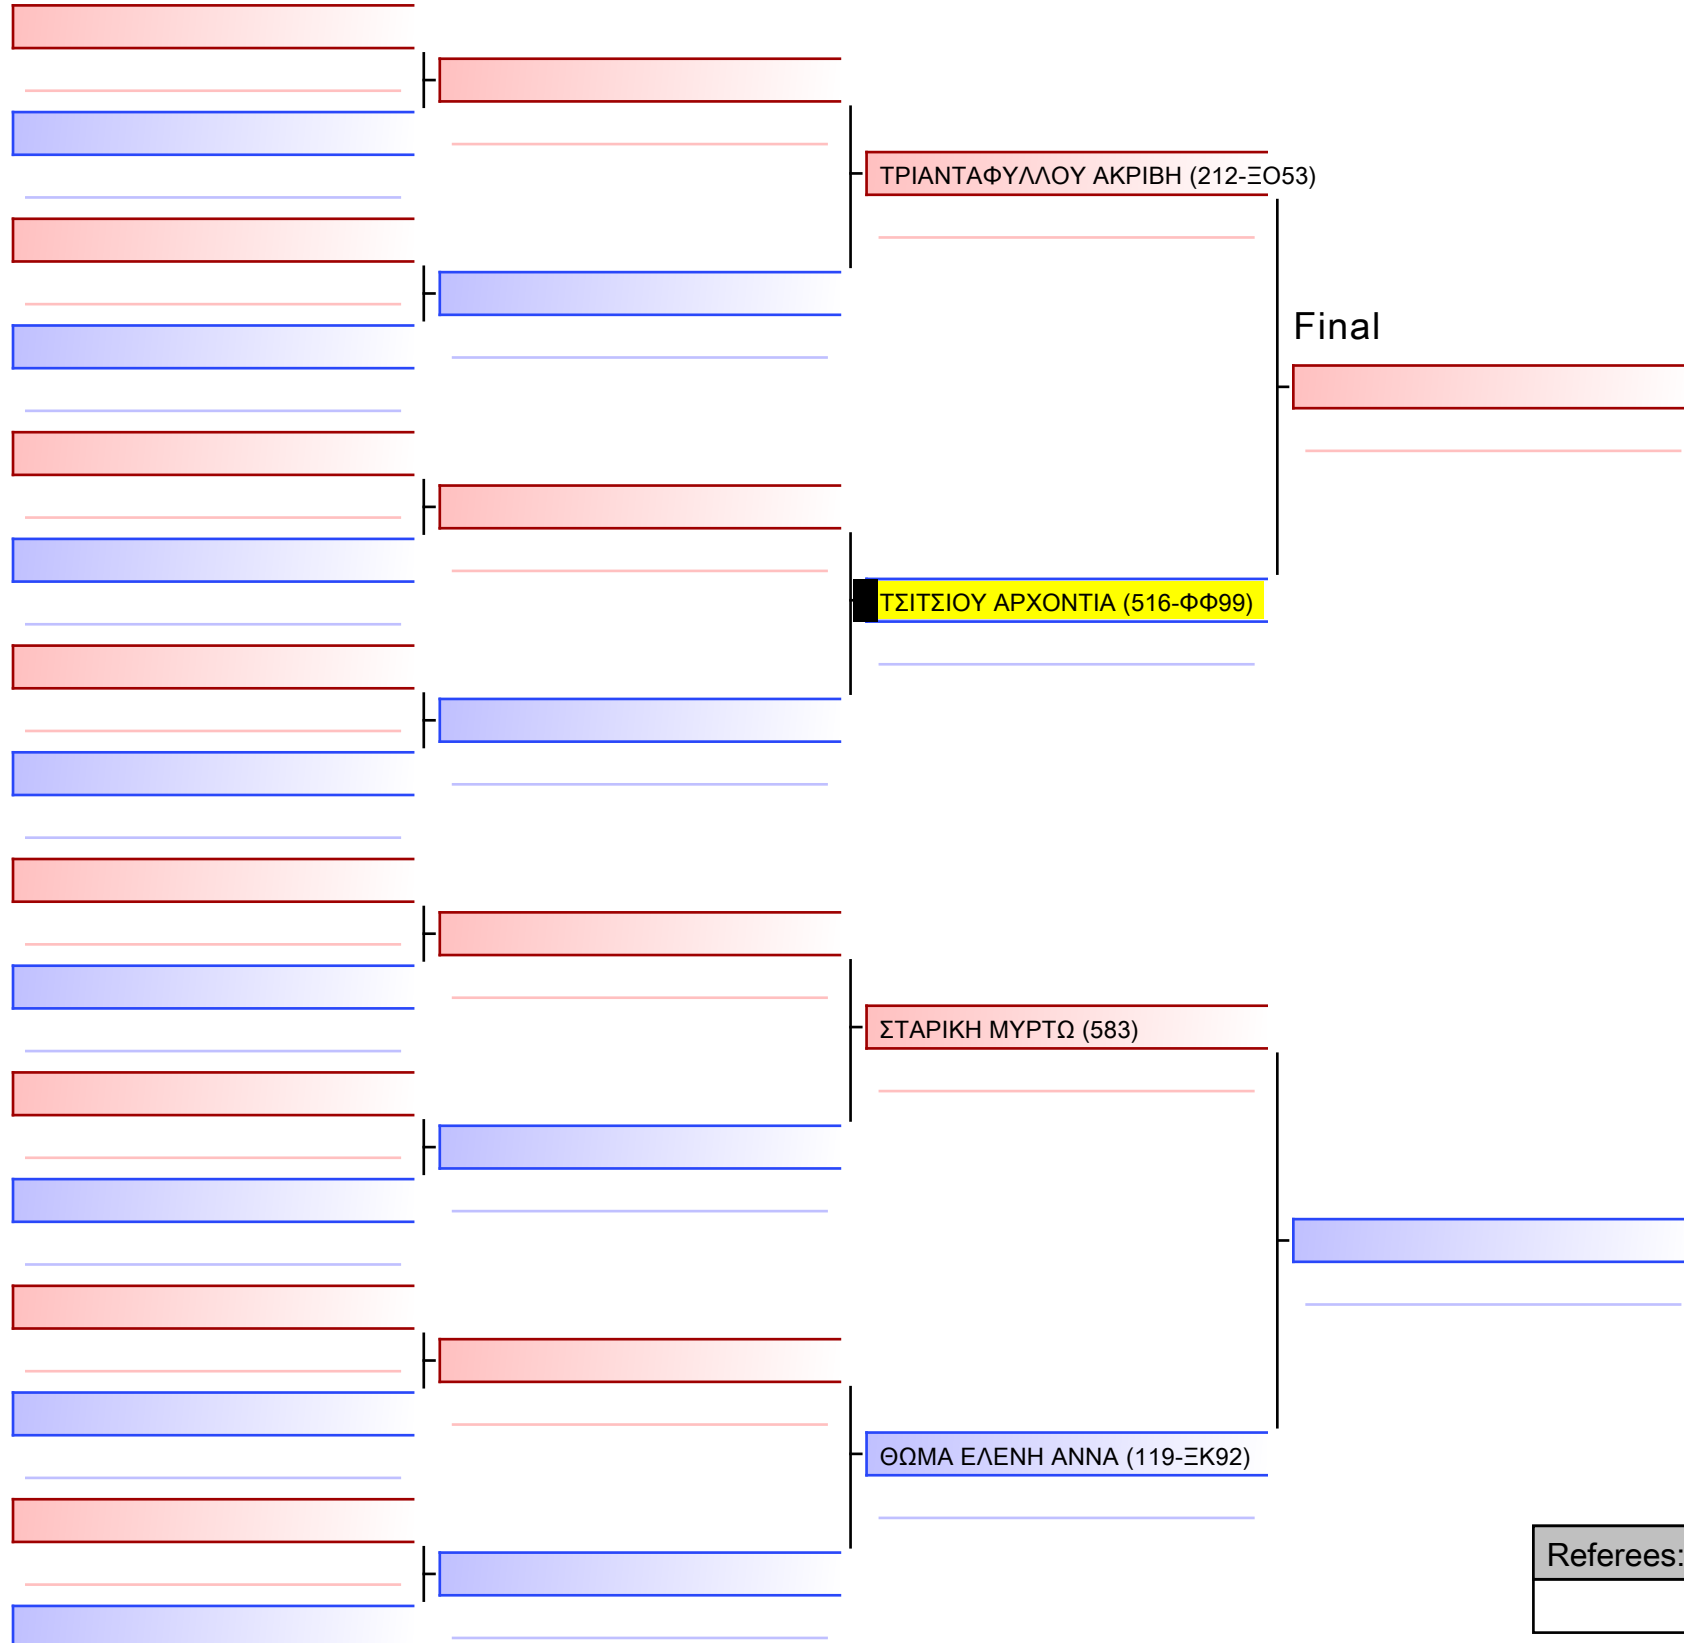 ΤΡΙΑΝΤΑΦΥΛΛΟΥ ΑΚΡΙΒΗ (212-ΞΟ53)
Final
ΤΣΙΤΣΙΟΥ ΑΡΧΟΝΤΙΑ (516-ΦΦ99)
ΣΤΑΡΙΚΗ ΜΥΡΤΩ (583)
ΘΩΜΑ ΕΛΕΝΗ ΑΝΝΑ (119-ΞΚ92)
Referees: